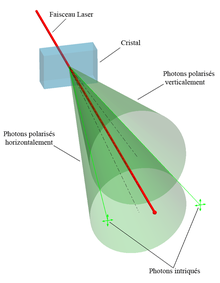 Faisceau Laser
Cristal
Photons polarisés
verticalement
Photons polarisés
horizontalement
Photons intriqués